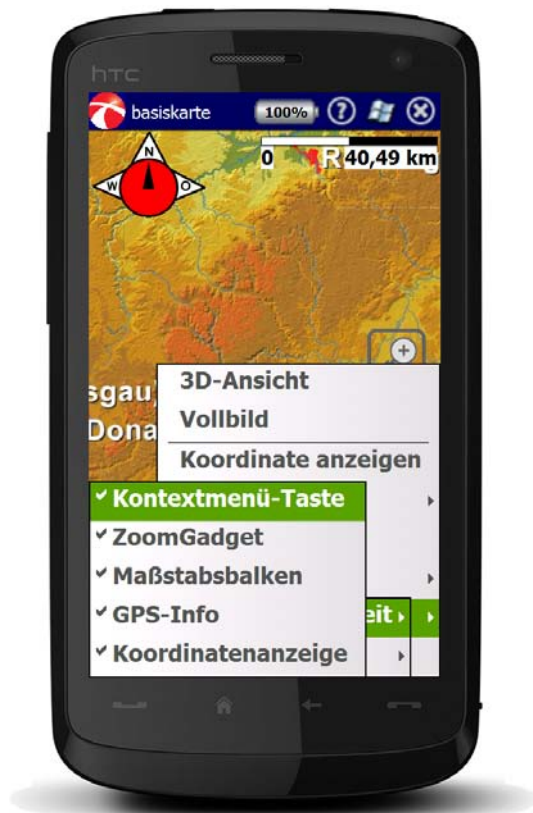 htc
basiskarte
100%
?
N
W
O
0
R
40,49 km
sgau
Dona
3D-Ansicht
Vollbild
Koordinate anzeigen
Kontextmenü-Taste
ZoomGadget
Maßstabsbalken
GPS-Info
eit
Koordinatenanzeige